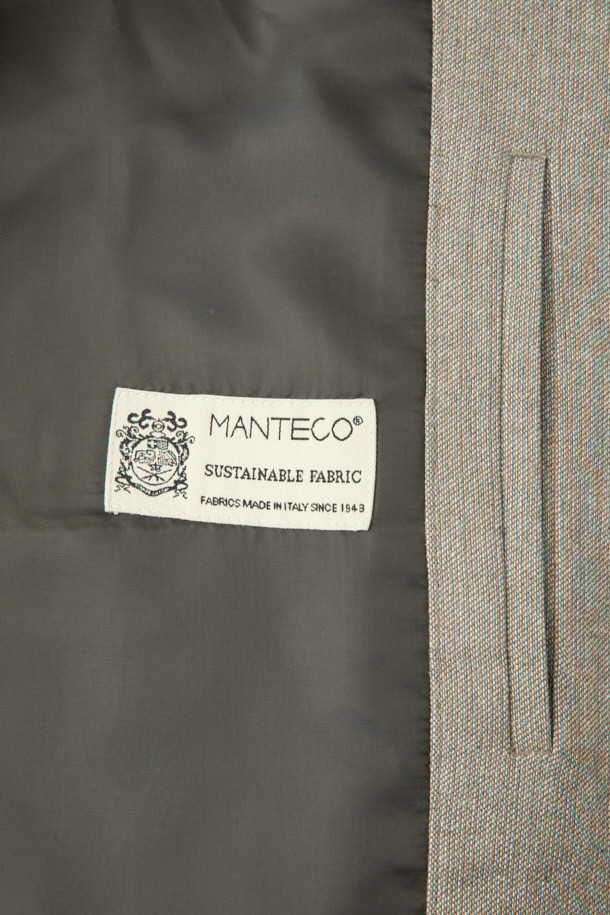 MANTECO®
SUSTAINABLE FABRIC
FABRICS MADE IN ITALY SINCE 1943